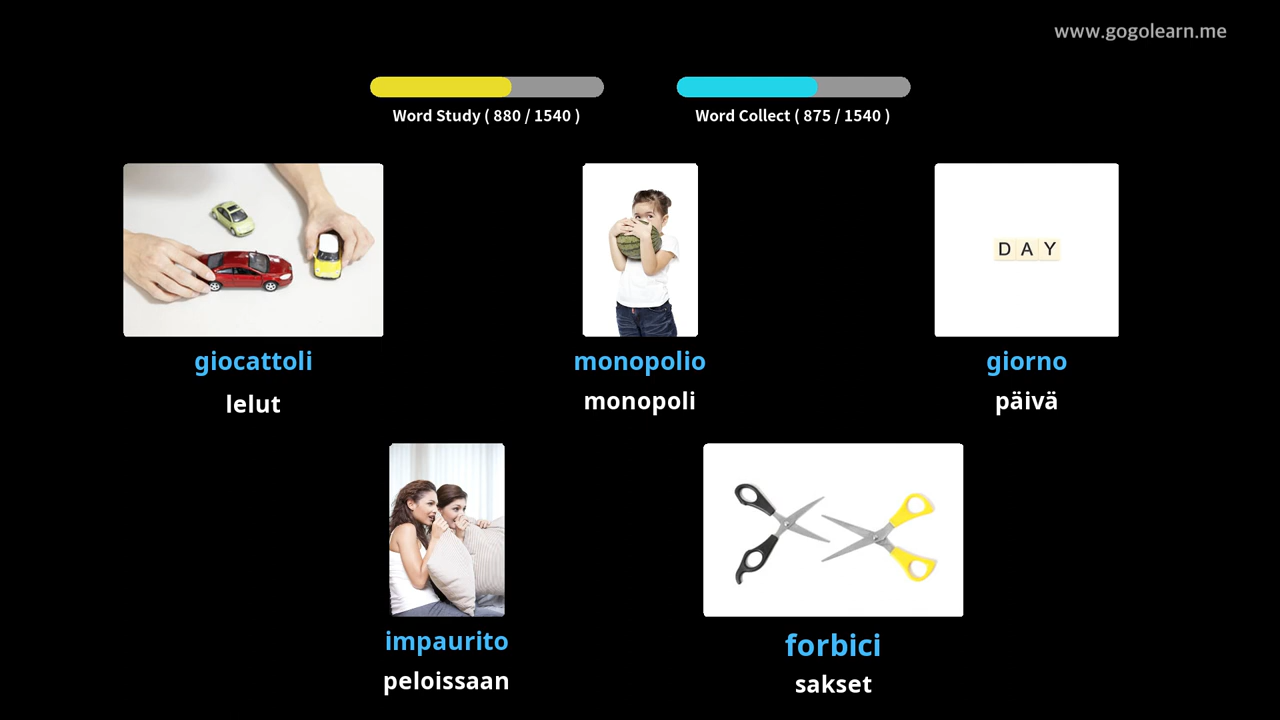 www.gogolearn.me
Word Study ( 880 / 1540 )
Word Collect ( 875 / 1540 )
DAY
giocattoli
monopolio
giorno
lelut
monopoli
päivä
impaurito
forbici
peloissaan
sakset